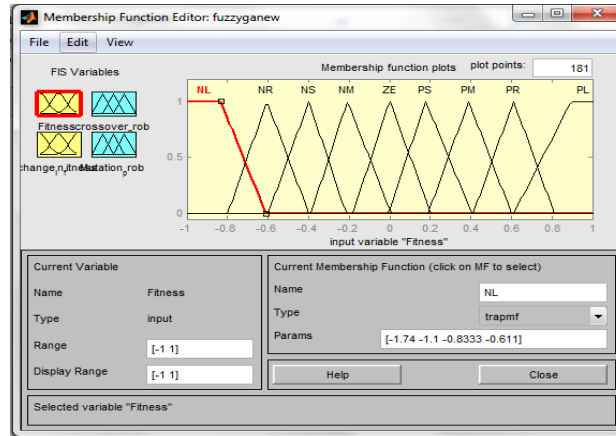 Membership Function Editor: fuzzyganew
File Edit View
FIS Variables
Membership function plots plot points: 181
NL NR NS NM ZE PS PM PR PL
1
0.5
0
-1 -0.8 -0.6 -0.4 -0.2 0 0.2 0.4 0.6 0.8 1
input variable "Fitness"
Fitness crossover_rob
change_n_fitness Mutation_rob
Current Variable
Name Fitness
Type input
Range [-1 1]
Display Range [-1 1]
Current Membership Function (click on MF to select)
Name NL
Type trapmf
Params [-1.74 -1.1 -0.8333 -0.611]
Help Close
Selected variable "Fitness"